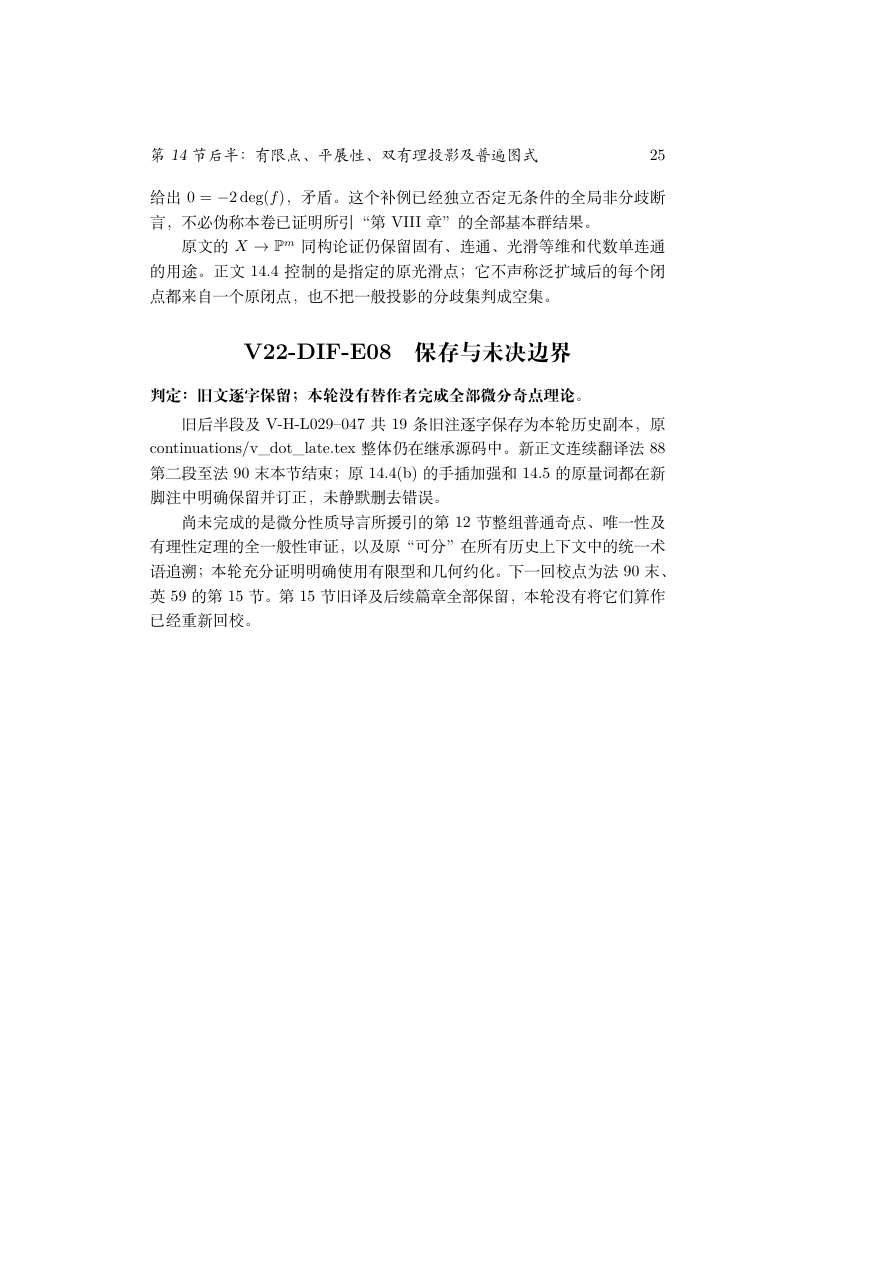 第 14 节后半：有限点、平展性、双有理投影及普遍图式 25
给出 0 = −2 deg(f)，矛盾。这个补例已经独立否定无条件的全局非分歧断
言，不必伪称本卷已证明所引“第 VIII 章”的全部基本群结果。
原文的 X → ℙᵐ 同构论证仍保留固有、连通、光滑等维和代数单连通
的用途。正文 14.4 控制的是指定的原光滑点；它不声称泛扩域后的每个闭
点都来自一个原闭点，也不把一般投影的分歧集判成空集。
V22-DIF-E08 保存与未决边界
判定：旧文逐字保留；本轮没有替作者完成全部微分奇点理论。
旧后半段及 V-H-L029–047 共 19 条旧注逐字保存为本轮历史副本，原
continuations/v_dot_late.tex 整体仍在继承源码中。新正文连续翻译法 88
第二段至法 90 末本节结束；原 14.4(b) 的手插加强和 14.5 的原量词都在新
脚注中明确保留并订正，未静默删去错误。
尚未完成的是微分性质导言所援引的第 12 节整组普通奇点、唯一性及
有理性定理的全一般性审证，以及原“可分”在所有历史上下文中的统一术
语追溯；本轮充分证明明确使用有限型和几何约化。下一回校点为法 90 末、
英 59 的第 15 节。第 15 节旧译及后续篇章全部保留，本轮没有将它们算作
已经重新回校。